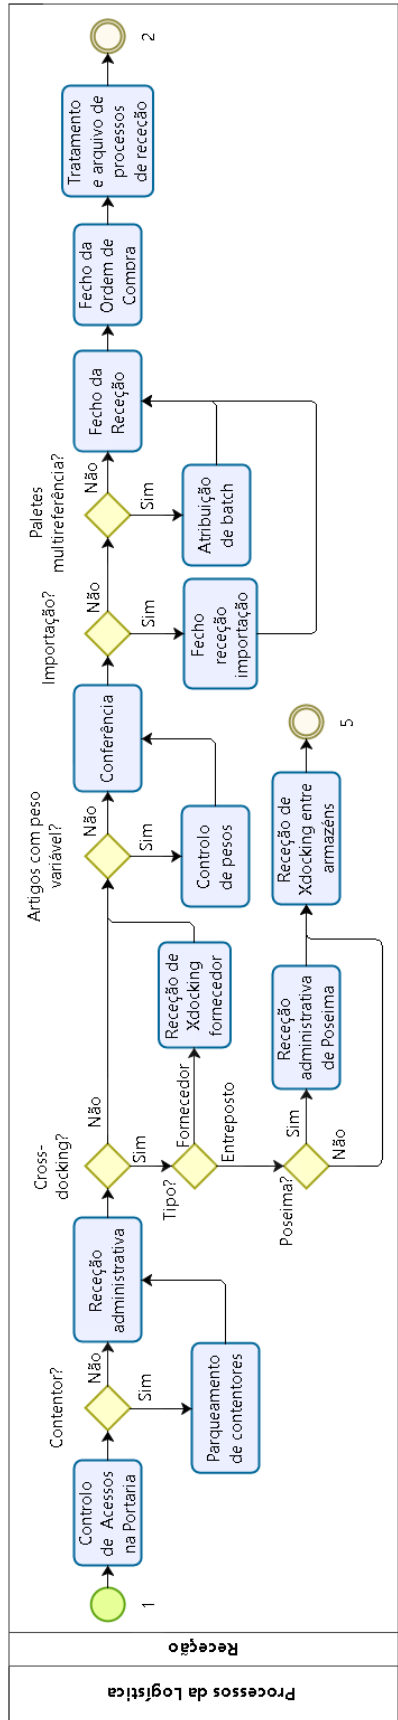 Processos da Logística
Receção
1
Controlo
de Acessos
na Portaria
Contentor?
Não
Sim
Parqueamento
de contentores
Receção
administrativa
Cross-
docking?
Não
Sim
Tipo?
Fornecedor
Entreposto
Receção de
Xdocking
fornecedor
Poseima?
Sim
Não
Receção
administrativa
de Poseima
Receção de
Xdocking entre
armazéns
5
Artigos com peso
variável?
Não
Sim
Controlo
de pesos
Conferência
Importação?
Não
Sim
Fecho
receção
importação
Paletes
multireferência?
Não
Sim
Atribuição
de batch
Fecho da
Receção
Fecho da
Ordem de
Compra
Tratamento
e arquivo de
processos
de receção
2